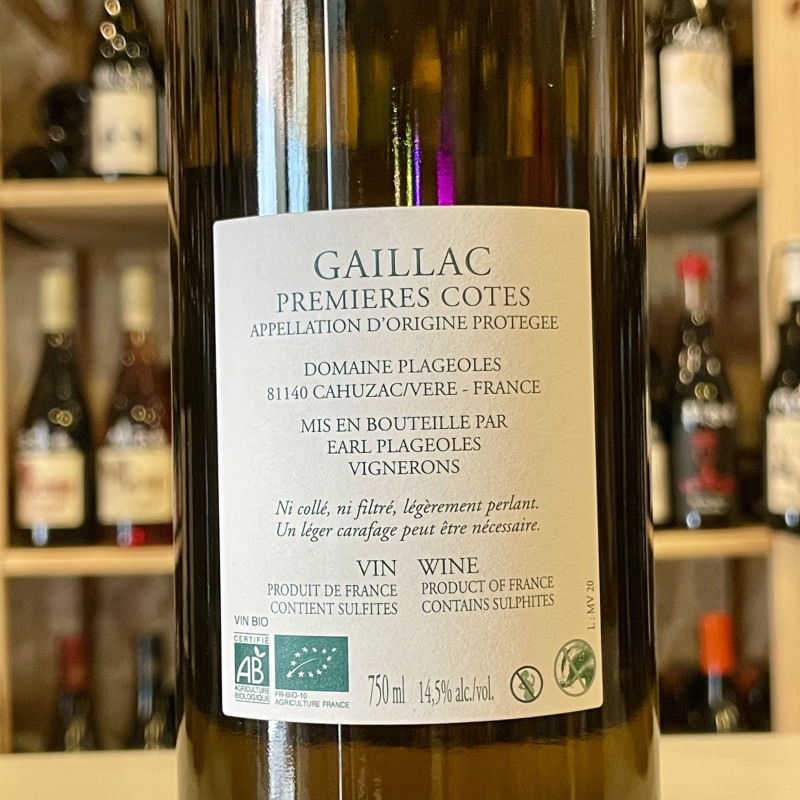 GAILLAC
PREMIERES COTES
APPELLATION D'ORIGINE PROTEGEE
DOMAINE PLAGEOLES
81140 CAHUZAC/VERE - FRANCE
MIS EN BOUTEILLE PAR
EARL PLAGEOLES
VIGNERONS
Ni collé, ni filtré, légèrement perlant.
Un léger carafage peut être nécessaire.
VIN WINE
PRODUIT DE FRANCE PRODUCT OF FRANCE
CONTIENT SULFITES CONTAINS SULPHITES
L: MV 20
VIN BIO
CERTIFIÉ
AB
AGRICULTURE
BIOLOGIQUE
FR-BIO-10
AGRICULTURE FRANCE
750 ml 14,5% alc./vol.